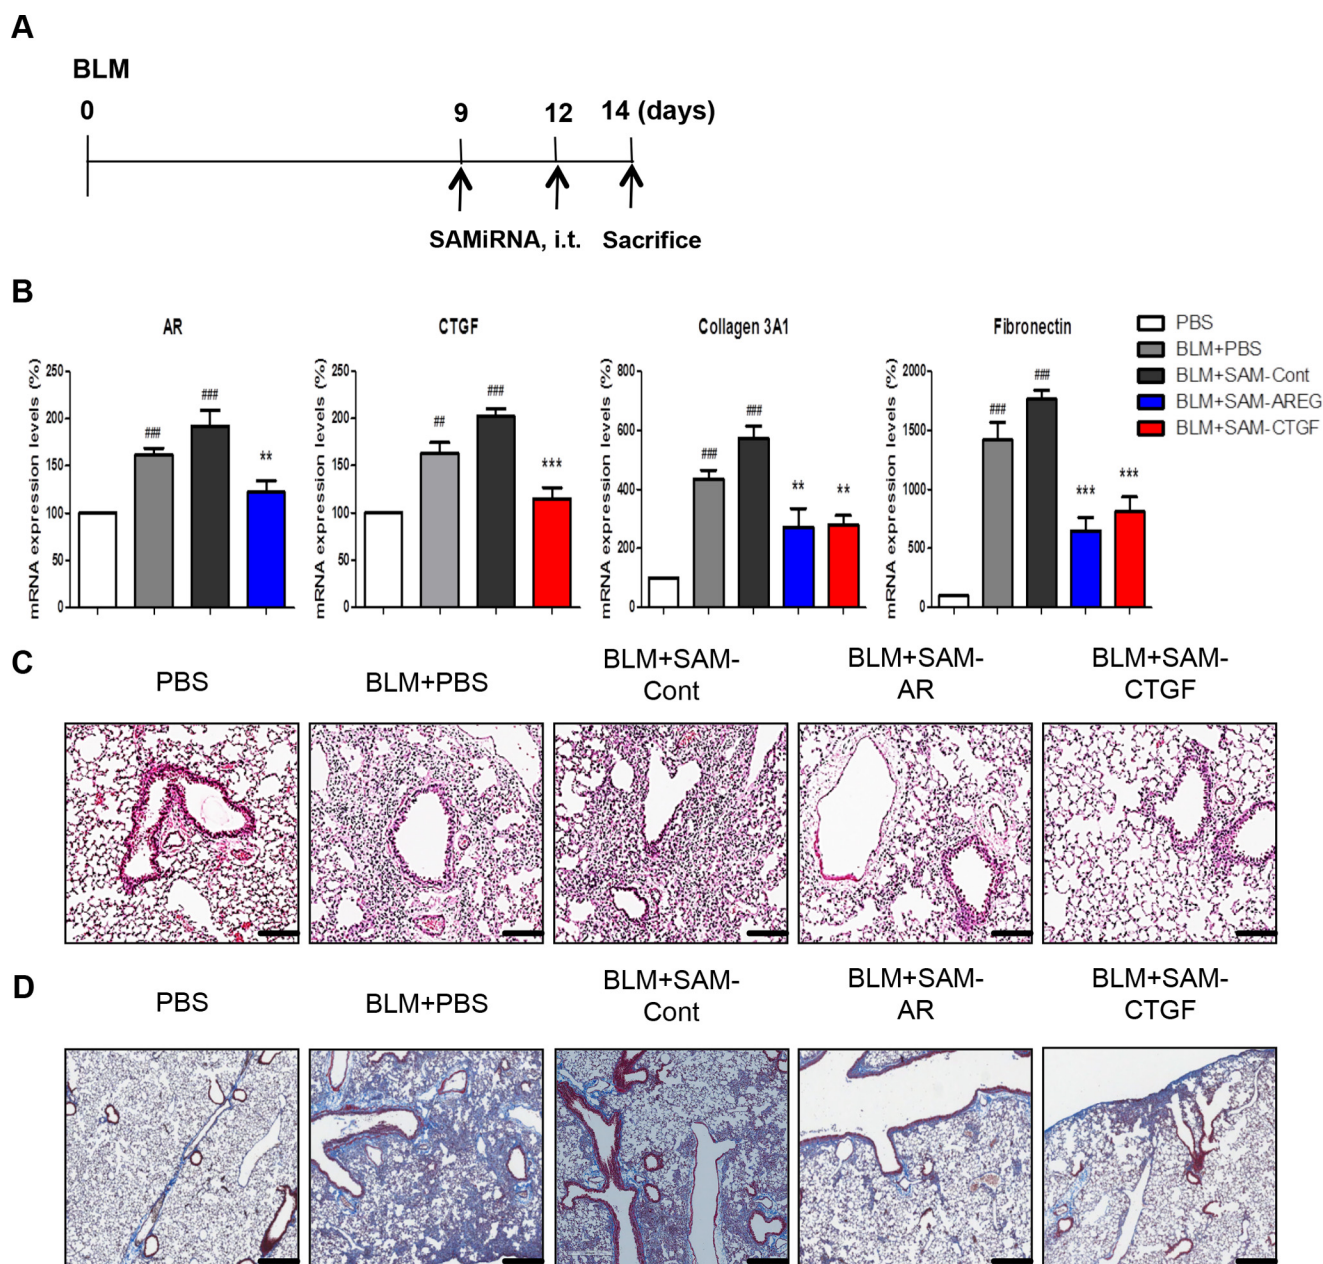 A
BLM
0 9 12 14 (days)
SAMiRNA, i.t. Sacrifice
B
AR
mRNA expression levels (%)
250
200
150
100
50
0
###
###
**
CTGF
mRNA expression levels (%)
250
200
150
100
50
0
##
###
***
Collagen 3A1
mRNA expression levels (%)
800
600
400
200
0
###
###
**
**
Fibronectin
mRNA expression levels (%)
2000
1500
1000
500
0
###
###
***
***
PBS
BLM+PBS
BLM+SAM-Cont
BLM+SAM-AREG
BLM+SAM-CTGF
C
PBS
BLM+PBS
BLM+SAM-
Cont
BLM+SAM-
AR
BLM+SAM-
CTGF
D
PBS
BLM+PBS
BLM+SAM-
Cont
BLM+SAM-
AR
BLM+SAM-
CTGF